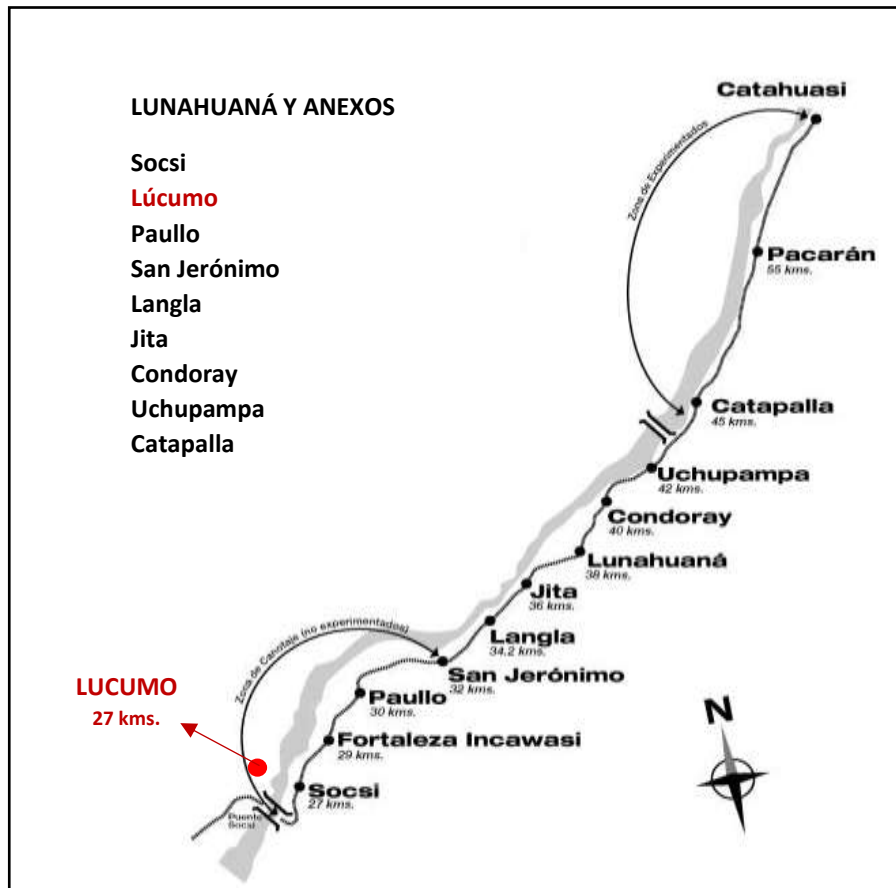 LUNAHUANÁ Y ANEXOS
Socsi
Lúcumo
Paullo
San Jerónimo
Langla
Jita
Condoray
Uchupampa
Catapalla
Catahuasi
Zona de Experimentados
Pacarán
55 kms.
Catapalla
45 kms.
Uchupampa
42 kms.
Condoray
40 kms.
Lunahuaná
38 kms.
Jita
36 kms.
Langla
34.2 kms.
Zona de Canotaje (no experimentados)
San Jerónimo
32 kms.
LUCUMO
27 kms.
Paullo
30 kms.
Fortaleza Incawasi
29 kms.
Socsi
27 kms.
Puente
Socsi
N